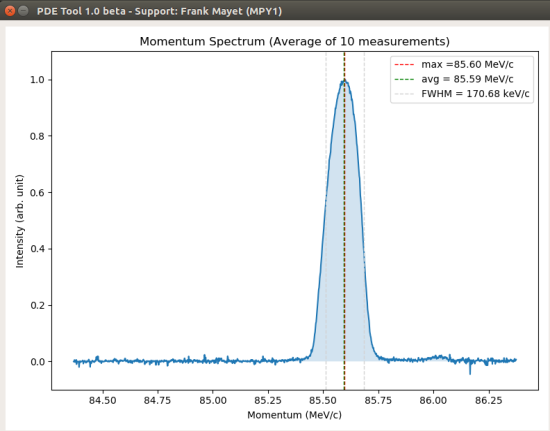 PDE Tool 1.0 beta - Support: Frank Mayet (MPY1)
Momentum Spectrum (Average of 10 measurements)
max =85.60 MeV/c
avg = 85.59 MeV/c
FWHM = 170.68 keV/c
1.0
0.8
0.6
0.4
0.2
0.0
Intensity (arb. unit)
84.50 84.75 85.00 85.25 85.50 85.75 86.00 86.25
Momentum (MeV/c)